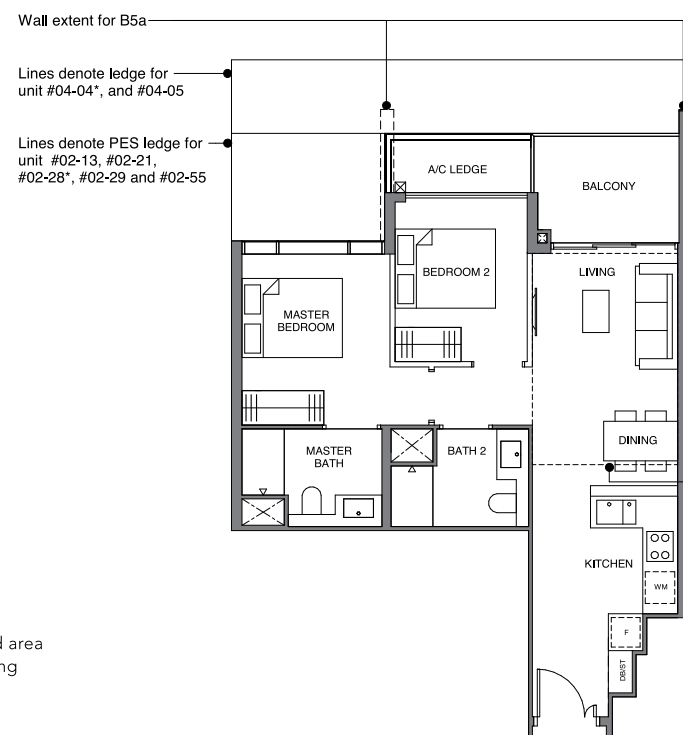 Wall extent for B5a
Lines denote ledge for
unit #04-04*, and #04-05
Lines denote PES ledge for
unit #02-13, #02-21,
#02-28*, #02-29 and #02-55
A/C LEDGE
BALCONY
BEDROOM 2
LIVING
MASTER
BEDROOM
DINING
MASTER
BATH
BATH 2
KITCHEN
WM
F
DB/ST
d area
ng